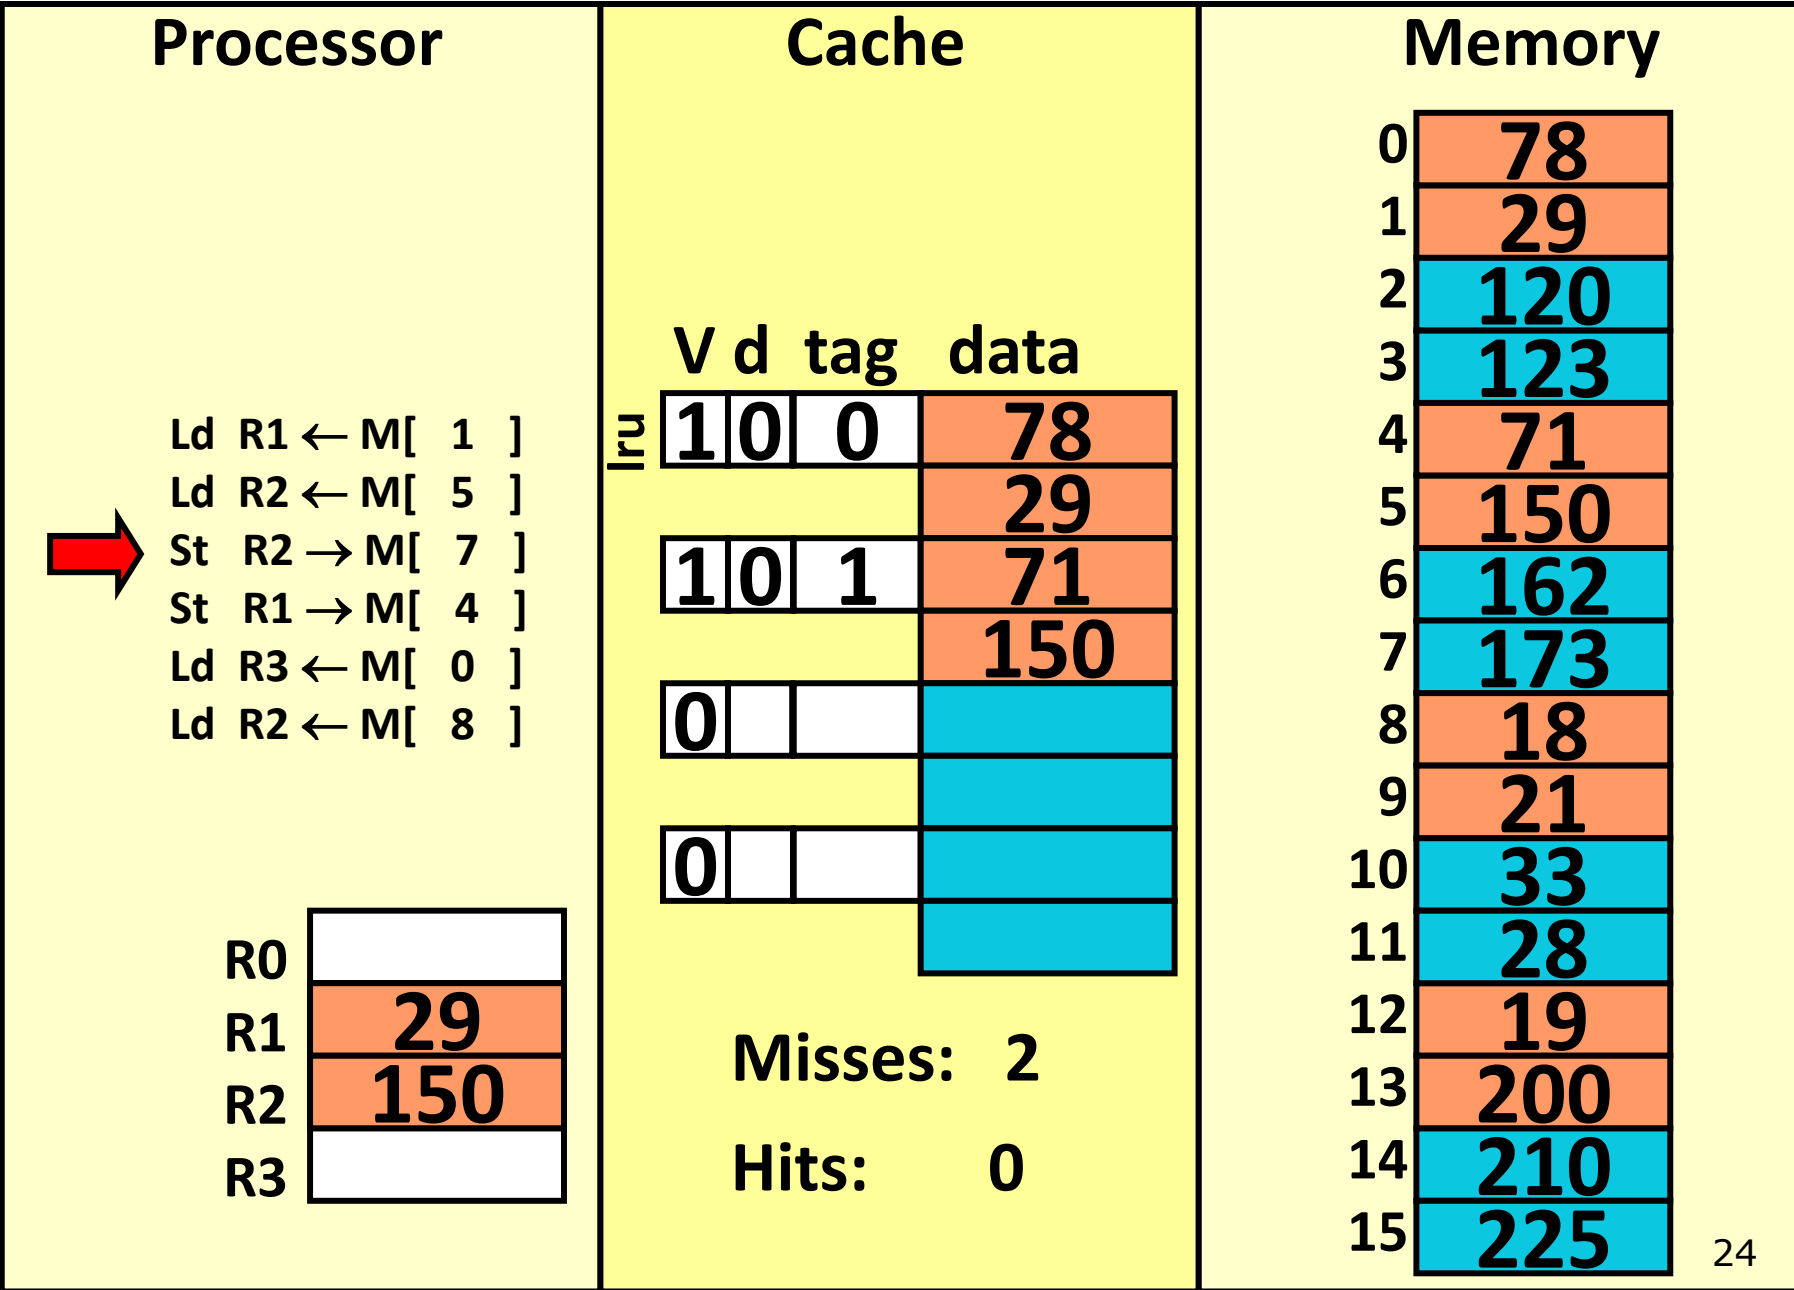 Processor
Ld R1 ← M[ 1 ]
Ld R2 ← M[ 5 ]
St R2 → M[ 7 ]
St R1 → M[ 4 ]
Ld R3 ← M[ 0 ]
Ld R2 ← M[ 8 ]
R0
R1 29
R2 150
R3
Cache
V d tag data
lru 1 0 0 78
29
1 0 1 71
150
0
0
Misses: 2
Hits: 0
Memory
0 78
1 29
2 120
3 123
4 71
5 150
6 162
7 173
8 18
9 21
10 33
11 28
12 19
13 200
14 210
15 225
24